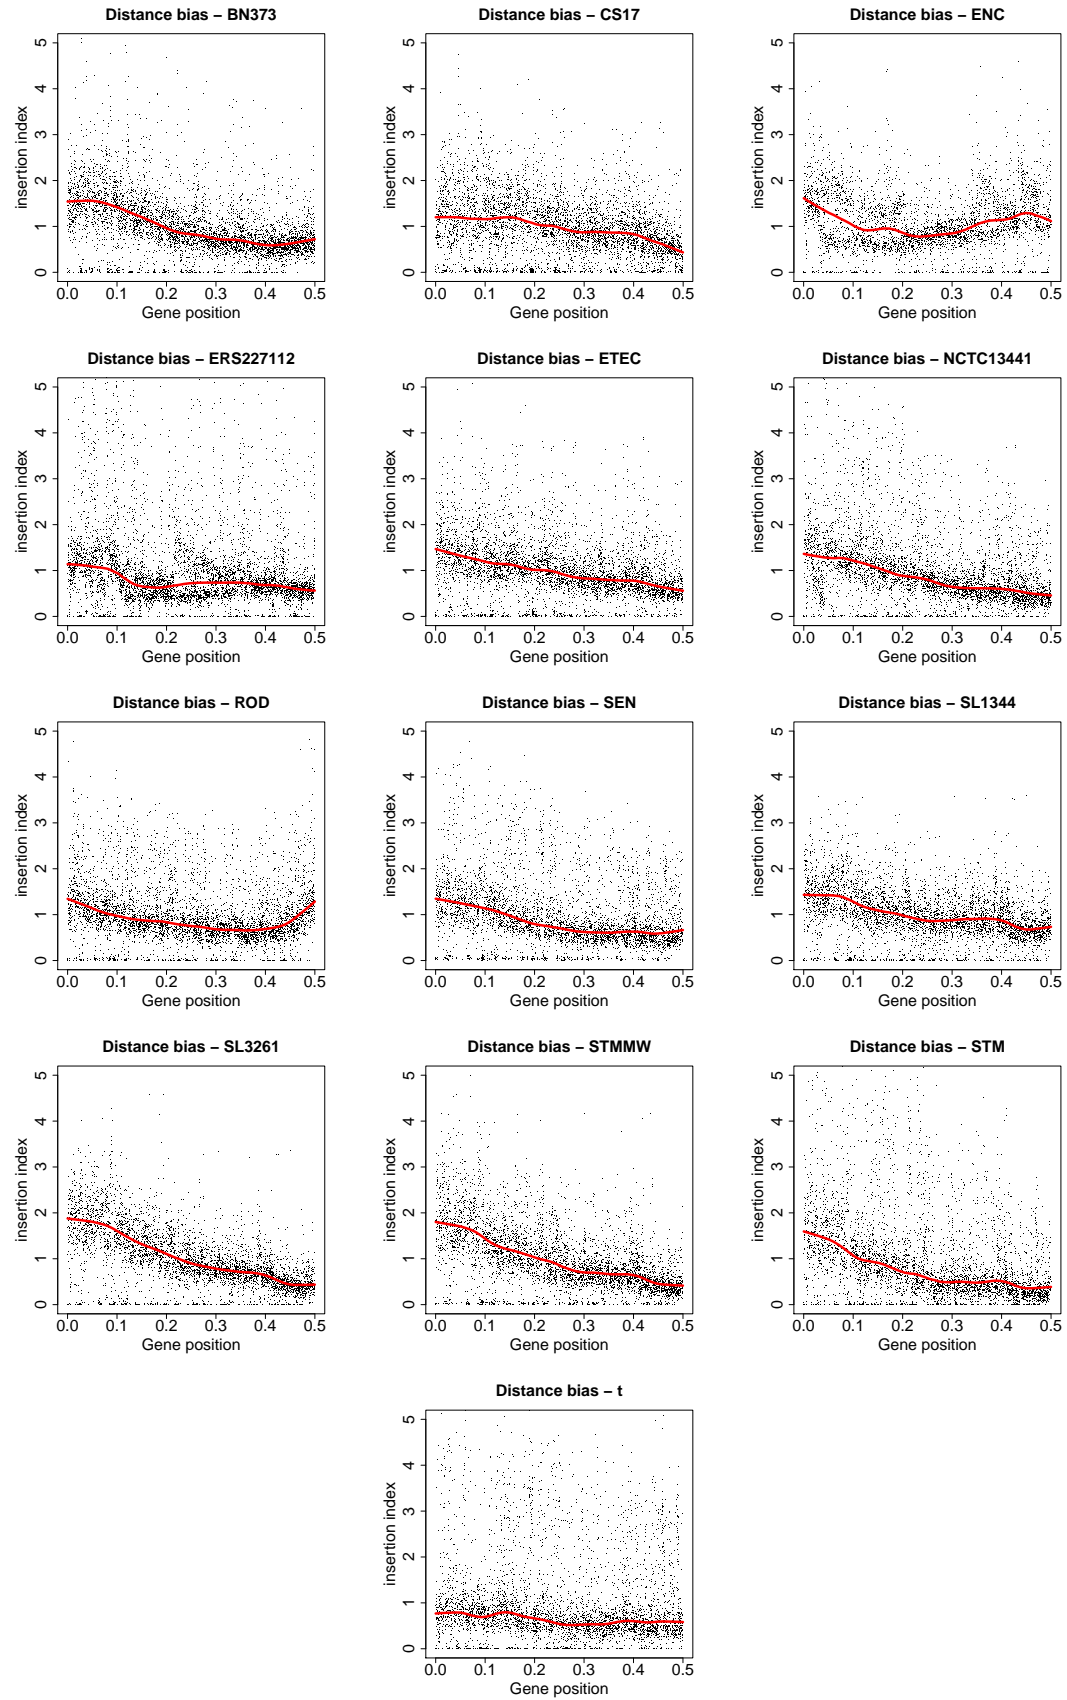 Distance bias – BN373
insertion index
0 1 2 3 4 5
0.0 0.1 0.2 0.3 0.4 0.5
Gene position
Distance bias – CS17
insertion index
0 1 2 3 4 5
0.0 0.1 0.2 0.3 0.4 0.5
Gene position
Distance bias – ENC
insertion index
0 1 2 3 4 5
0.0 0.1 0.2 0.3 0.4 0.5
Gene position
Distance bias – ERS227112
insertion index
0 1 2 3 4 5
0.0 0.1 0.2 0.3 0.4 0.5
Gene position
Distance bias – ETEC
insertion index
0 1 2 3 4 5
0.0 0.1 0.2 0.3 0.4 0.5
Gene position
Distance bias – NCTC13441
insertion index
0 1 2 3 4 5
0.0 0.1 0.2 0.3 0.4 0.5
Gene position
Distance bias – ROD
insertion index
0 1 2 3 4 5
0.0 0.1 0.2 0.3 0.4 0.5
Gene position
Distance bias – SEN
insertion index
0 1 2 3 4 5
0.0 0.1 0.2 0.3 0.4 0.5
Gene position
Distance bias – SL1344
insertion index
0 1 2 3 4 5
0.0 0.1 0.2 0.3 0.4 0.5
Gene position
Distance bias – SL3261
insertion index
0 1 2 3 4 5
0.0 0.1 0.2 0.3 0.4 0.5
Gene position
Distance bias – STMMW
insertion index
0 1 2 3 4 5
0.0 0.1 0.2 0.3 0.4 0.5
Gene position
Distance bias – STM
insertion index
0 1 2 3 4 5
0.0 0.1 0.2 0.3 0.4 0.5
Gene position
Distance bias – t
insertion index
0 1 2 3 4 5
0.0 0.1 0.2 0.3 0.4 0.5
Gene position